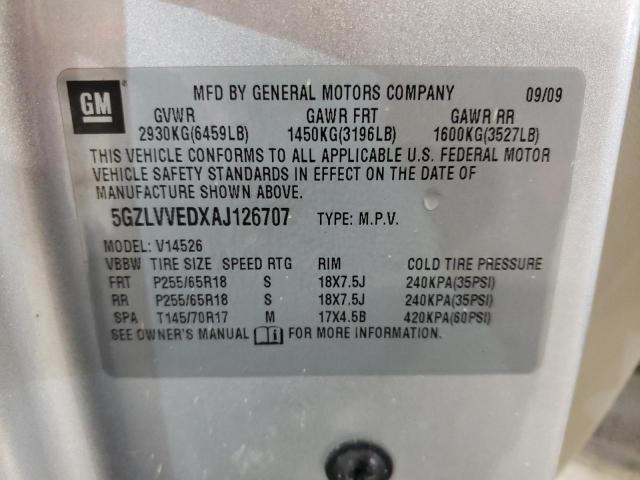 GM MFD BY GENERAL MOTORS COMPANY 09/09
GVWR GAWR FRT GAWR RR
2930KG(6459LB) 1450KG(3196LB) 1600KG(3527LB)
THIS VEHICLE CONFORMS TO ALL APPLICABLE U.S. FEDERAL MOTOR
VEHICLE SAFETY STANDARDS IN EFFECT ON THE DATE OF
MANUFACTURE SHOWN ABOVE.
5GZLVVEDXAJ126707 TYPE: M.P.V.
MODEL: V14526
VBBW TIRE SIZE SPEED RTG RIM COLD TIRE PRESSURE
FRT P255/65R18 S 18X7.5J 240KPA(35PSI)
RR P255/65R18 S 18X7.5J 240KPA(35PSI)
SPA T145/70R17 M 17X4.5B 420KPA(60PSI)
SEE OWNER'S MANUAL FOR MORE INFORMATION.